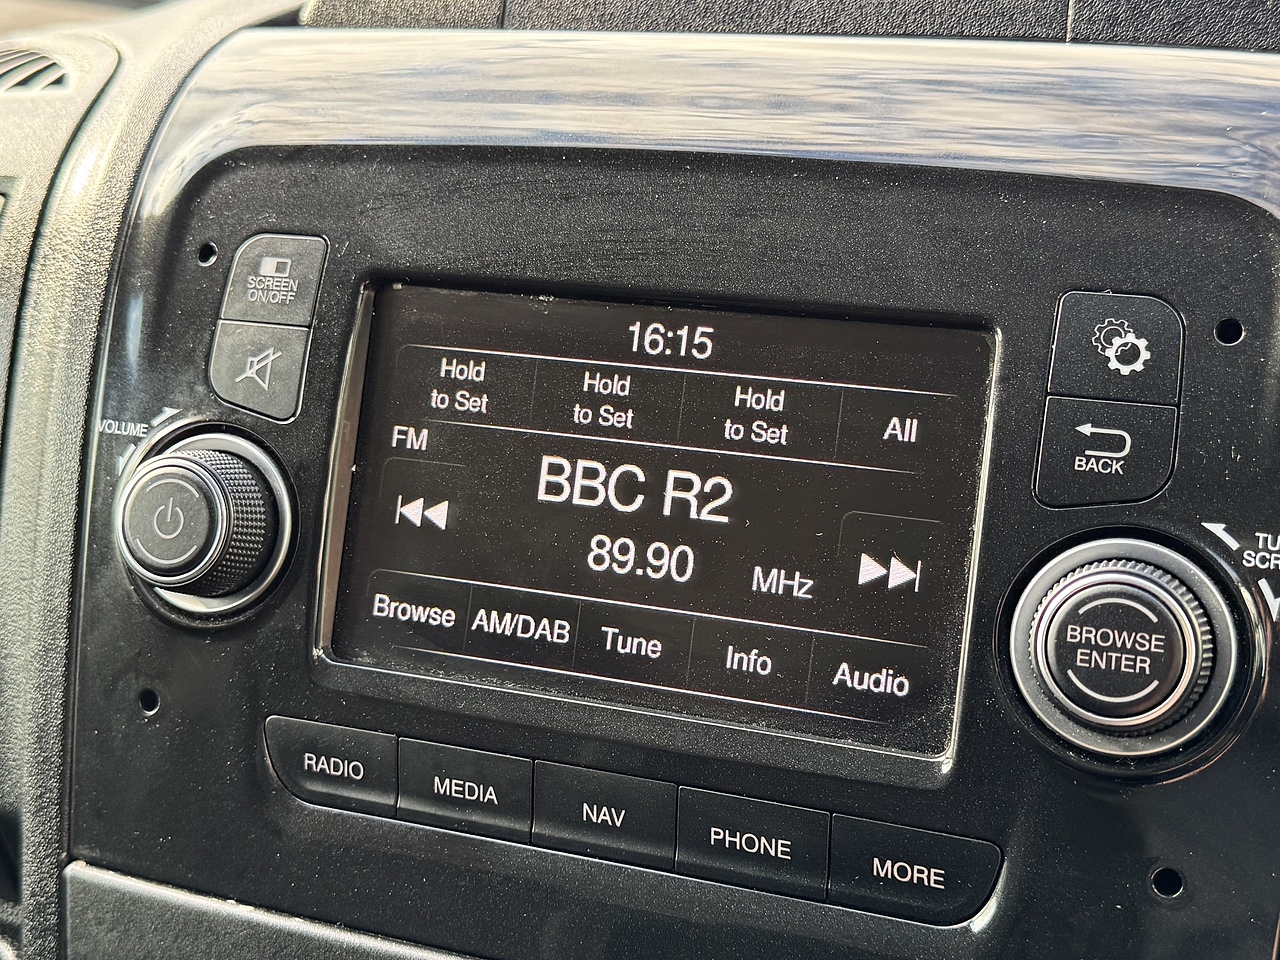 SCREEN
ON/OFF
VOLUME
16:15
Hold
to Set
Hold
to Set
Hold
to Set
All
FM
BBC R2
89.90 MHz
Browse AM/DAB Tune Info Audio
BACK
BROWSE
ENTER
RADIO MEDIA NAV PHONE MORE